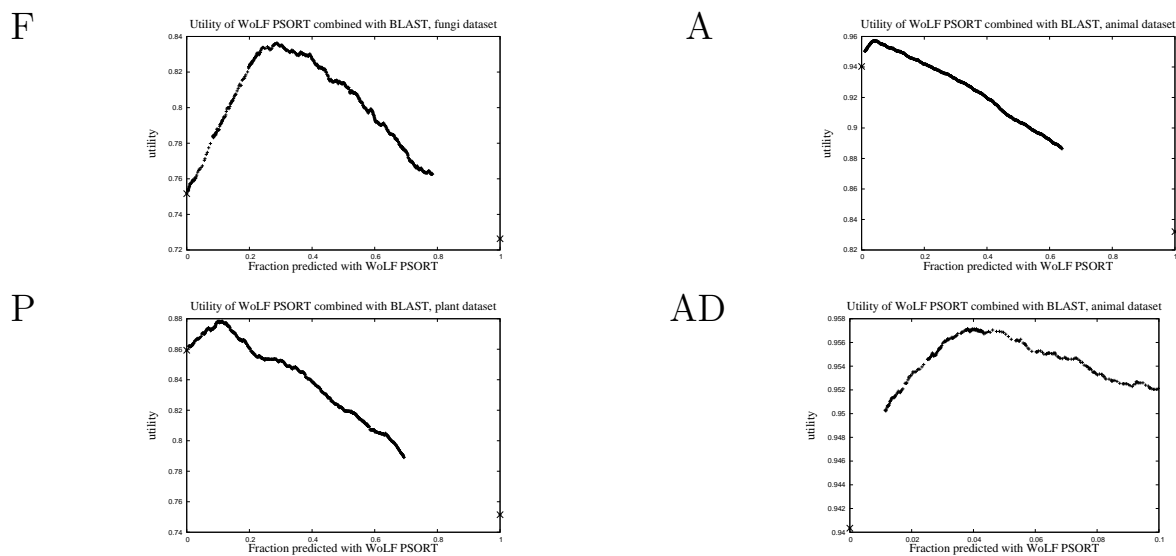 F
Utility of WoLF PSORT combined with BLAST, fungi dataset
0.84
0.82
0.8
0.78
0.76
0.74
0.72
utility
0 0.2 0.4 0.6 0.8 1
Fraction predicted with WoLF PSORT
A
Utility of WoLF PSORT combined with BLAST, animal dataset
0.96
0.94
0.92
0.9
0.88
0.86
0.84
0.82
utility
0 0.2 0.4 0.6 0.8 1
Fraction predicted with WoLF PSORT
P
Utility of WoLF PSORT combined with BLAST, plant dataset
0.88
0.86
0.84
0.82
0.8
0.78
0.76
0.74
utility
0 0.2 0.4 0.6 0.8 1
Fraction predicted with WoLF PSORT
AD
Utility of WoLF PSORT combined with BLAST, animal dataset
0.958
0.956
0.954
0.952
0.95
0.948
0.946
0.944
0.942
0.94
utility
0 0.02 0.04 0.06 0.08 0.1
Fraction predicted with WoLF PSORT